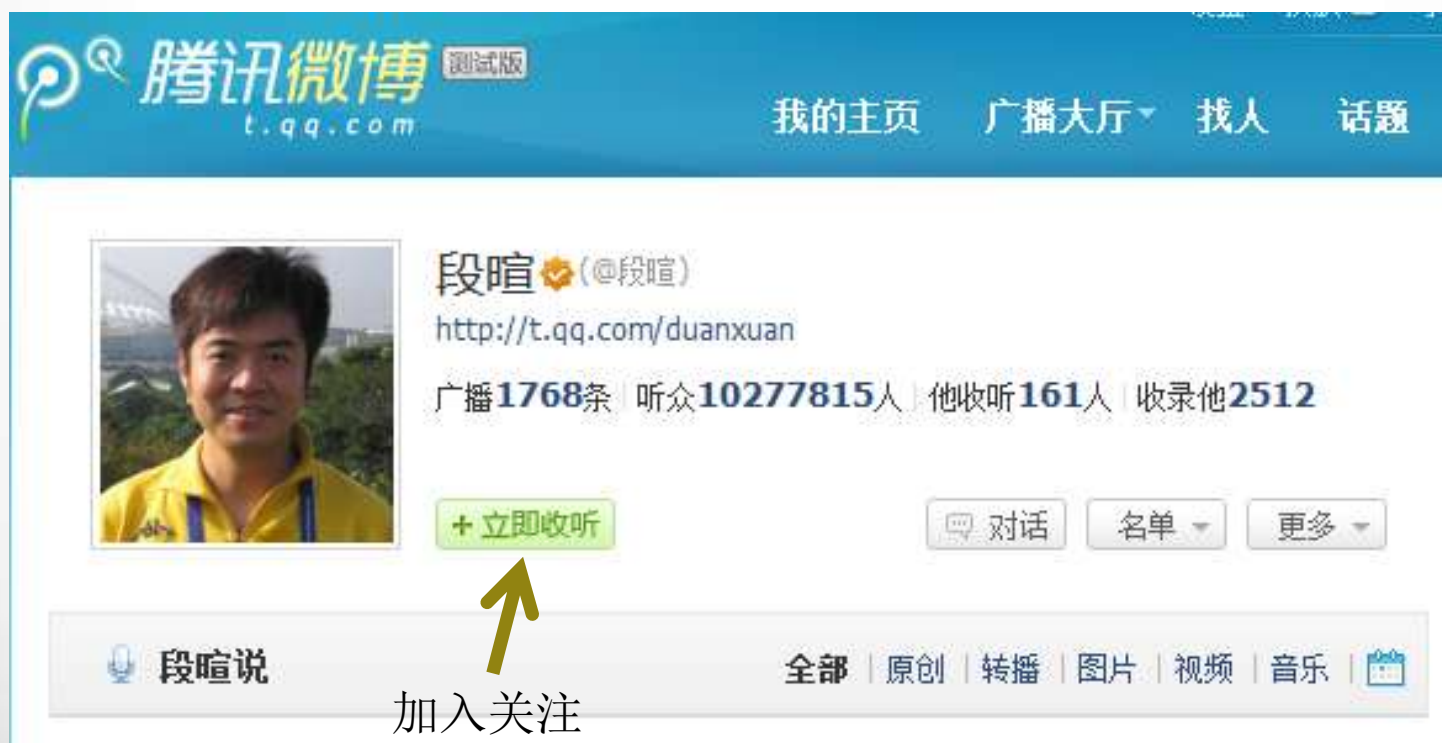 腾讯微博 测试版
t.qq.com
我的主页 广播大厅 找人 话题
段暄 (@段暄)
http://t.qq.com/duanxuan
广播1768条 听众10277815人 他收听161人 收录他2512
+立即收听 对话 名单 更多
段暄说 全部 原创 转播 图片 视频 音乐
加入关注